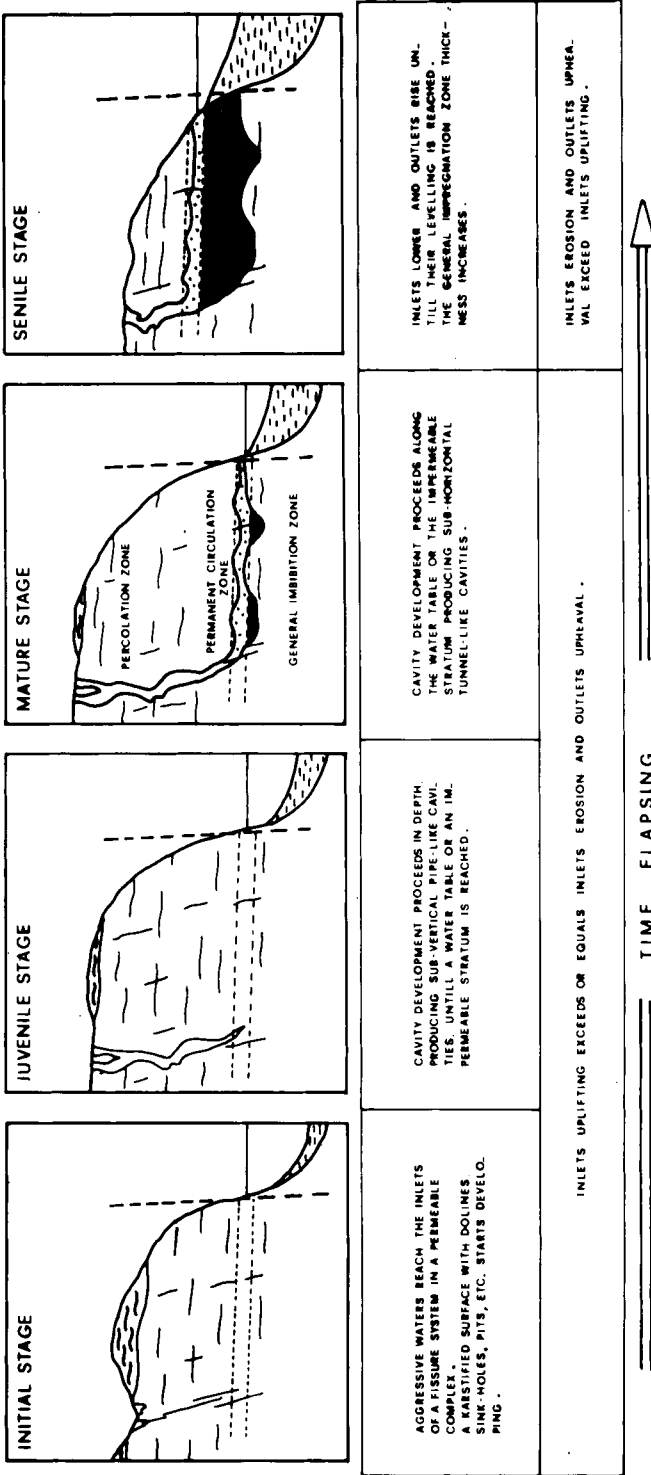 INITIAL STAGE
JUVENILE STAGE
MATURE STAGE
PERCOLATION ZONE
PERMANENT CIRCULATION
ZONE
GENERAL IMBIBITION ZONE
SENILE STAGE
AGGRESSIVE WATERS REACH THE INLETS
OF A FISSURE SYSTEM IN A PERMEABLE
COMPLEX.
A KARSTIFIED SURFACE WITH DOLINES
SINK-HOLES, PITS, ETC. STARTS DEVELO_
PING.
CAVITY DEVELOPMENT PROCEEDS IN DEPTH
PRODUCING SUB-VERTICAL PIPE-LIKE CAVI_
TIES, UNTILL A WATER TABLE OR AN IM_
PERMEABLE STRATUM IS REACHED.
CAVITY DEVELOPMENT PROCEEDS ALONG
THE WATER TABLE OR THE IMPERMEABLE
STRATUM PRODUCING SUB-HORIZONTAL
TUNNEL-LIKE CAVITIES.
INLETS LOWER AND OUTLETS RISE UN_
TILL THEIR LEVELLING IS REACHED.
THE GENERAL IMPREGNATION ZONE THICK-
NESS INCREASES.
INLETS UPLIFTING EXCEEDS OR EQUALS INLETS EROSION AND OUTLETS UPHEAVAL.
INLETS EROSION AND OUTLETS UPHEA_
VAL EXCEED INLETS UPLIFTING.
TIME ELAPSING